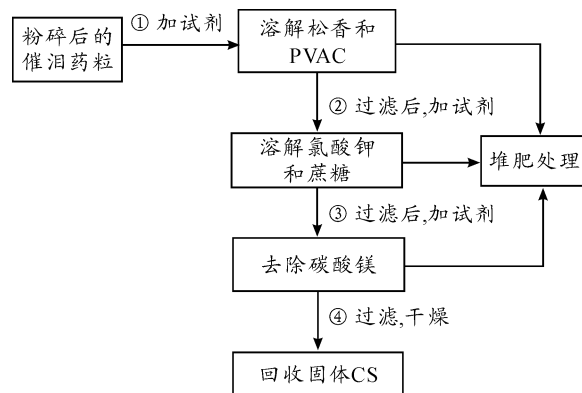 粉碎后的
催泪药粒
① 加试剂
溶解松香和
PVAC
② 过滤后,加试剂
溶解氯酸钾
和蔗糖
堆肥处理
③ 过滤后,加试剂
去除碳酸镁
④ 过滤,干燥
回收固体CS